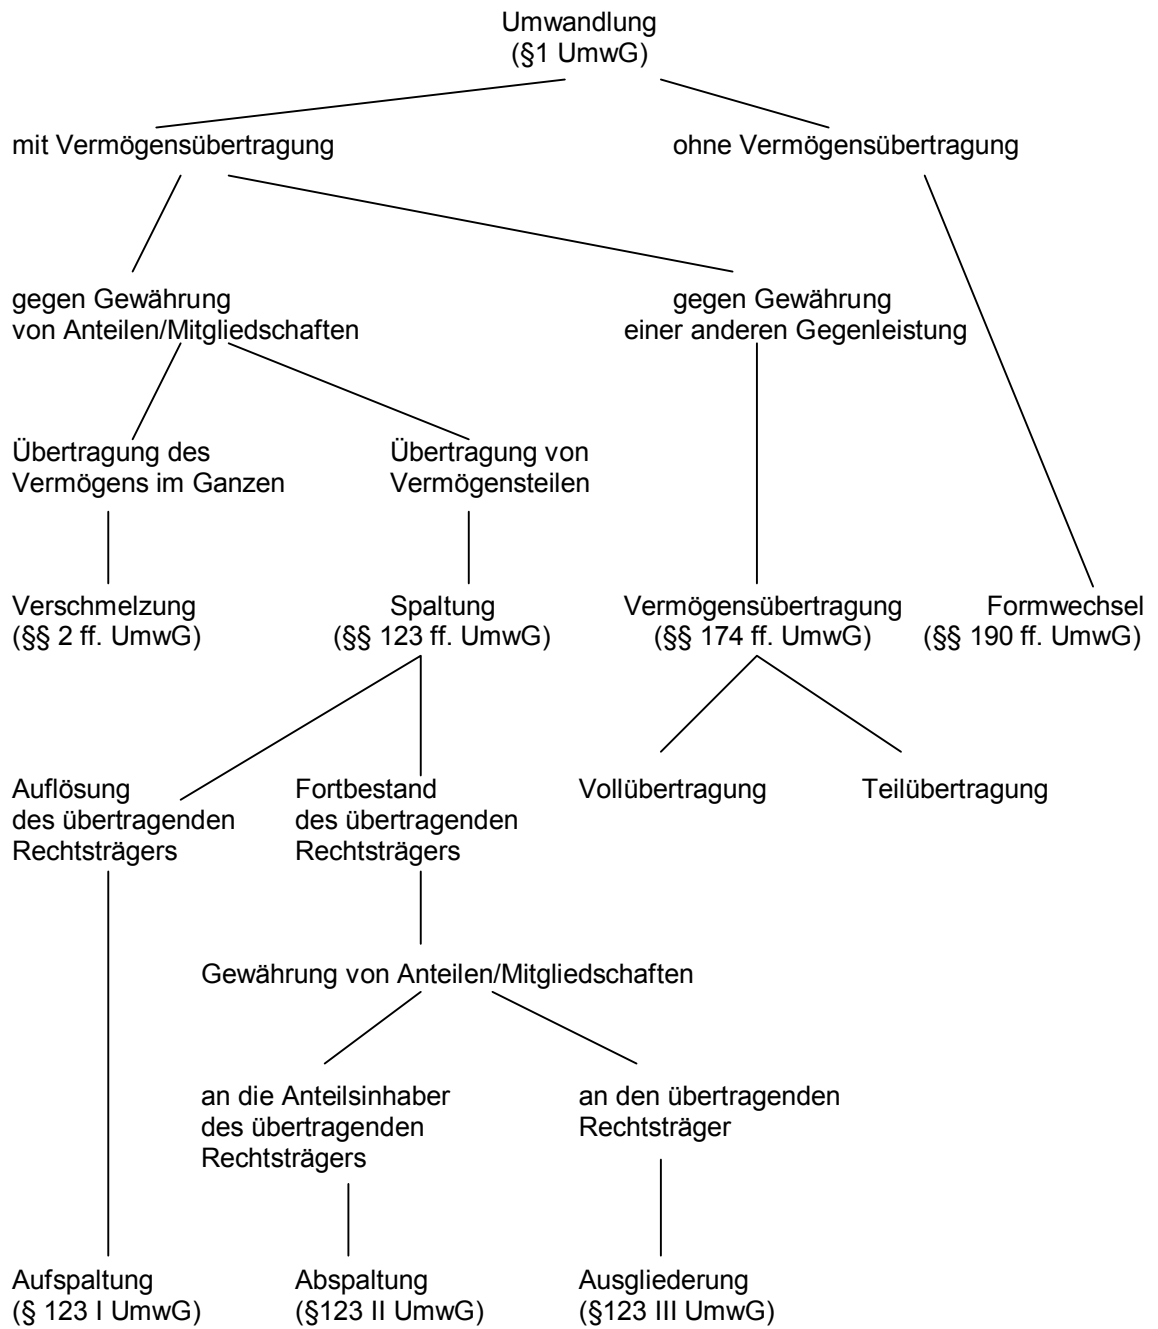 Umwandlung
(§1 UmwG)
mit Vermögensübertragung
ohne Vermögensübertragung
gegen Gewährung
von Anteilen/Mitgliedschaften
gegen Gewährung
einer anderen Gegenleistung
Übertragung des
Vermögens im Ganzen
Übertragung von
Vermögensteilen
Verschmelzung
(§§ 2 ff. UmwG)
Spaltung
(§§ 123 ff. UmwG)
Vermögensübertragung
(§§ 174 ff. UmwG)
Formwechsel
(§§ 190 ff. UmwG)
Auflösung
des übertragenden
Rechtsträgers
Fortbestand
des übertragenden
Rechtsträgers
Vollübertragung
Teilübertragung
Gewährung von Anteilen/Mitgliedschaften
an die Anteilsinhaber
des übertragenden
Rechtsträgers
an den übertragenden
Rechtsträger
Aufspaltung
(§ 123 I UmwG)
Abspaltung
(§123 II UmwG)
Ausgliederung
(§123 III UmwG)